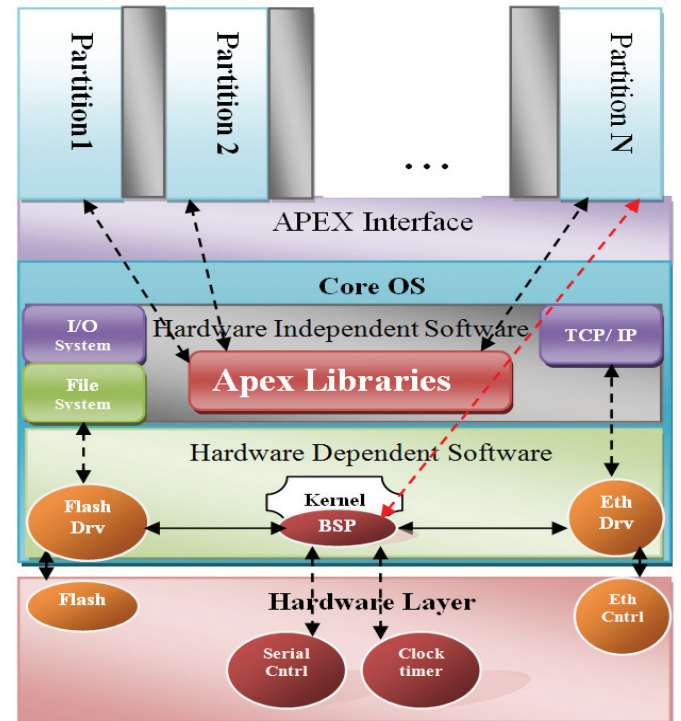 Partition1
Partition 2
. . .
Partition N
APEX Interface
Core OS
I/O
System
Hardware Independent Software
TCP/ IP
File
System
Apex Libraries
Hardware Dependent Software
Flash
Drv
Kernel
BSP
Eth
Drv
Flash
Hardware Layer
Eth
Cntrl
Serial
Cntrl
Clock
timer